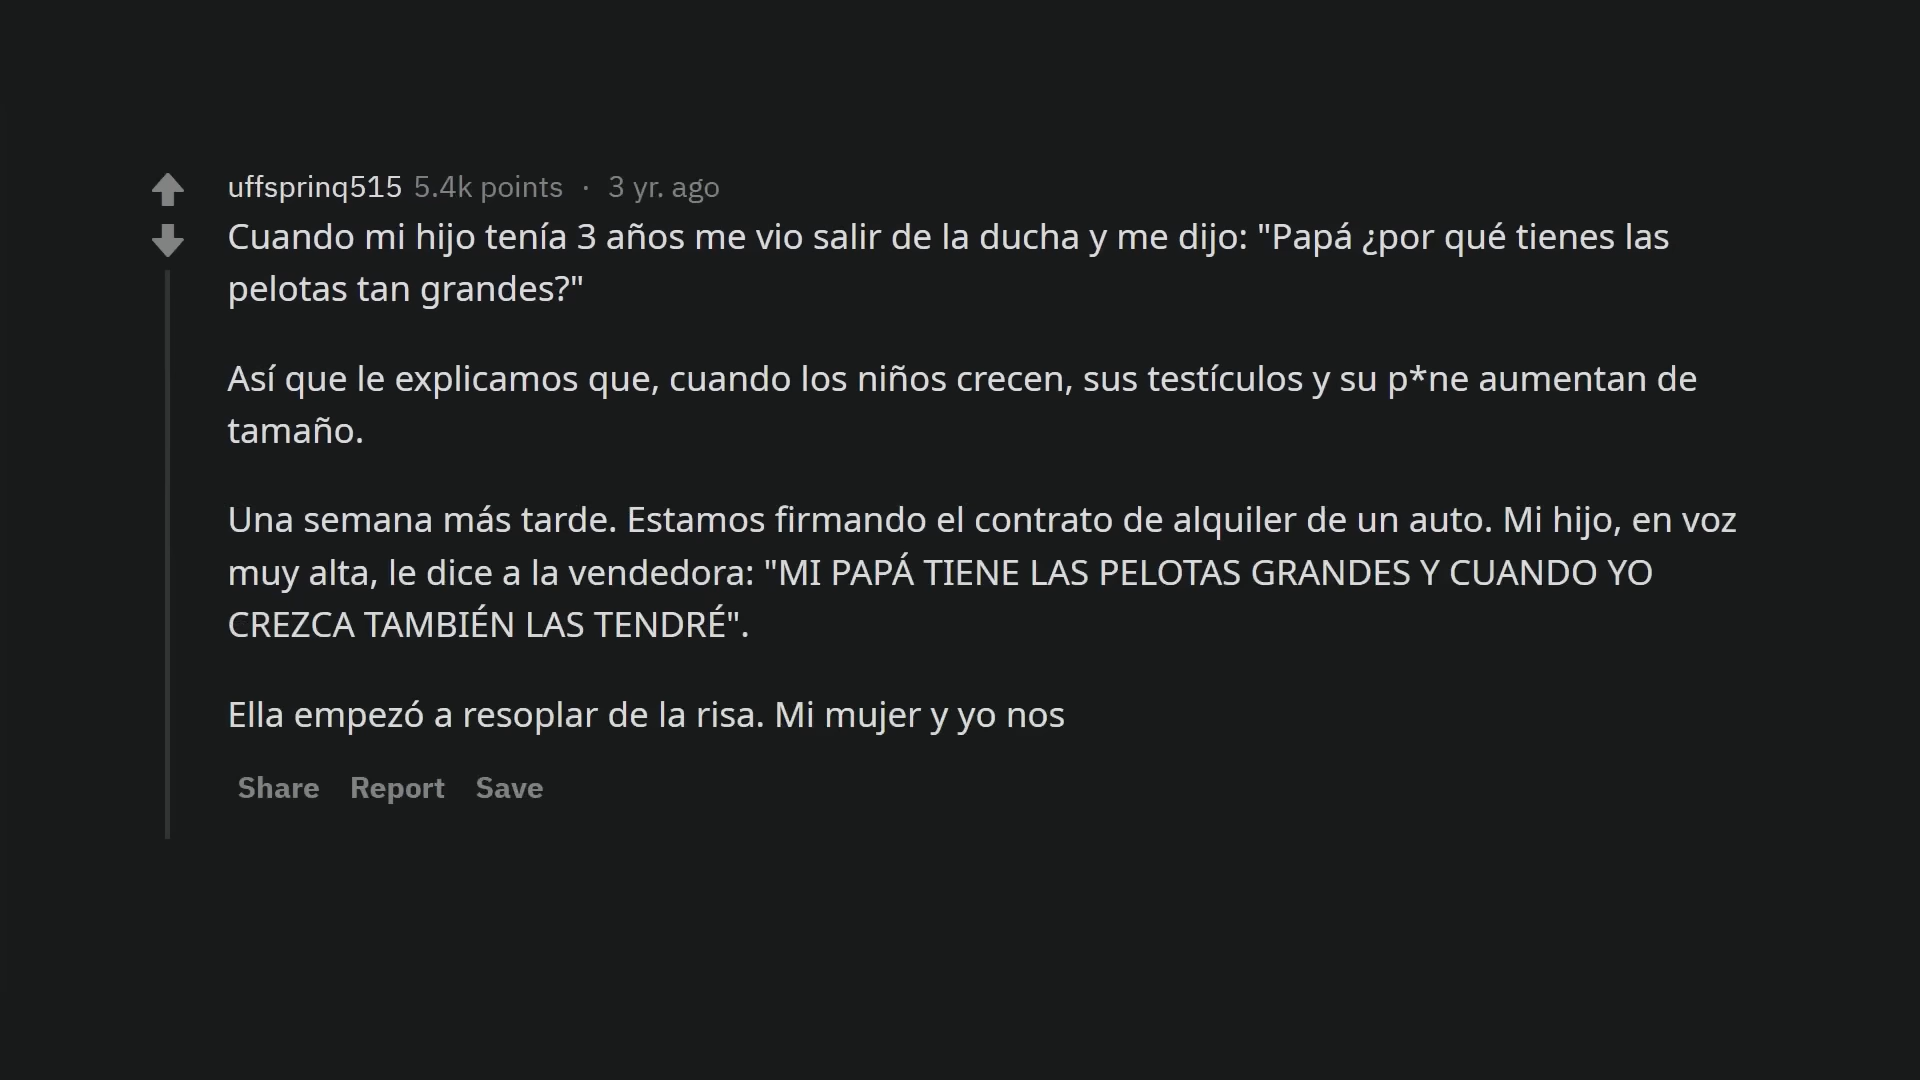 uffsprinq515 5.4k points · 3 yr. ago
Cuando mi hijo tenía 3 años me vio salir de la ducha y me dijo: "Papá ¿por qué tienes las
pelotas tan grandes?"
Así que le explicamos que, cuando los niños crecen, sus testículos y su p*ne aumentan de
tamaño.
Una semana más tarde. Estamos firmando el contrato de alquiler de un auto. Mi hijo, en voz
muy alta, le dice a la vendedora: "MI PAPÁ TIENE LAS PELOTAS GRANDES Y CUANDO YO
CREZCA TAMBIÉN LAS TENDRÉ".
Ella empezó a resoplar de la risa. Mi mujer y yo nos
Share Report Save